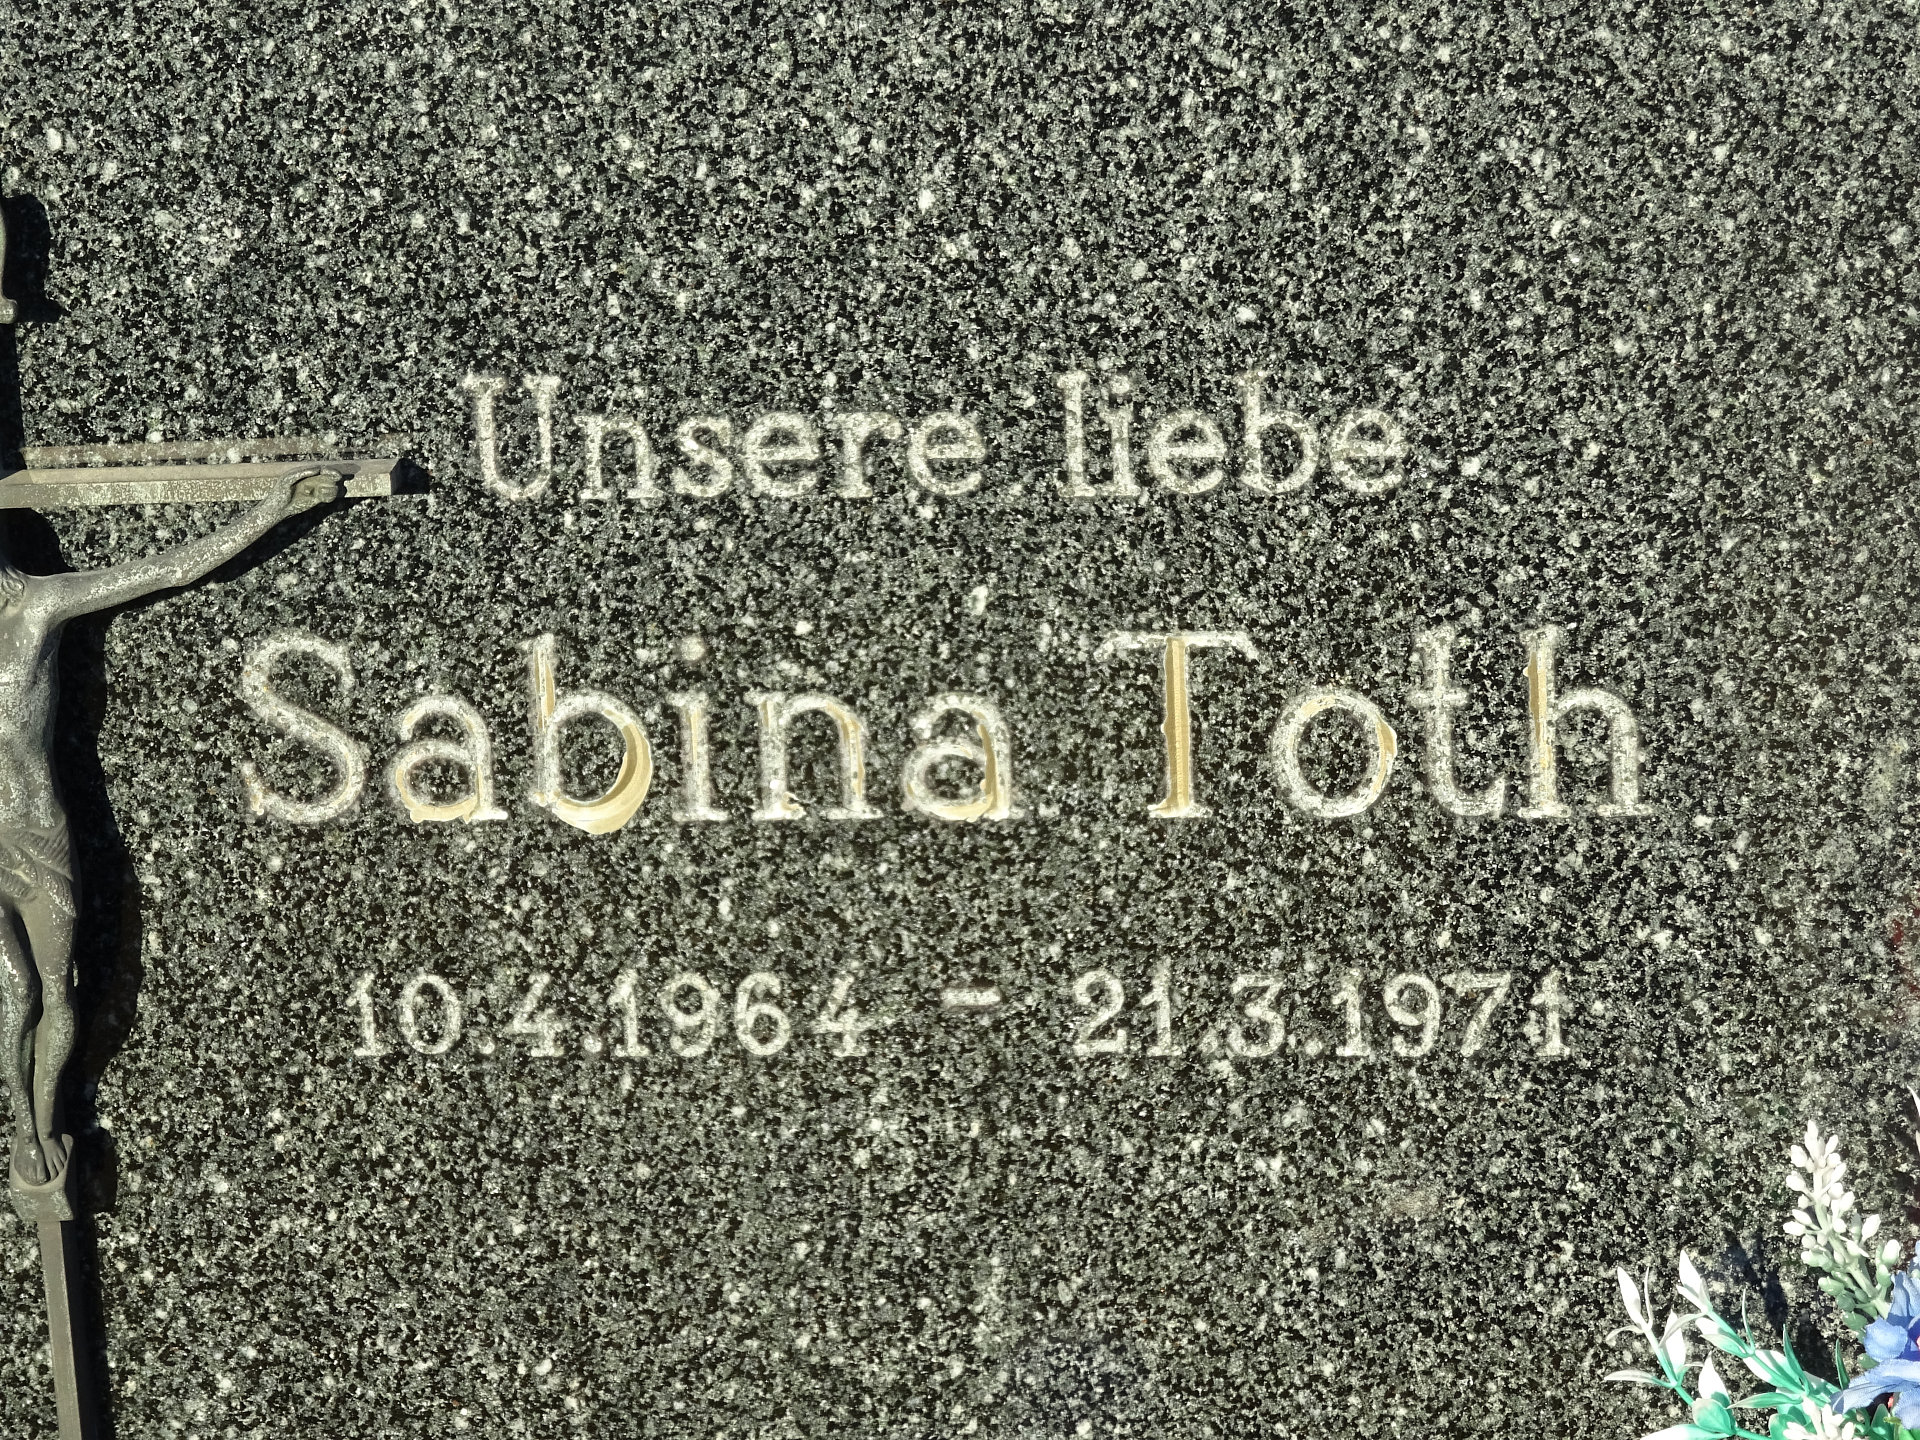 Unsere liebe
Sabina Toth
10.4.1964 - 21.3.1971